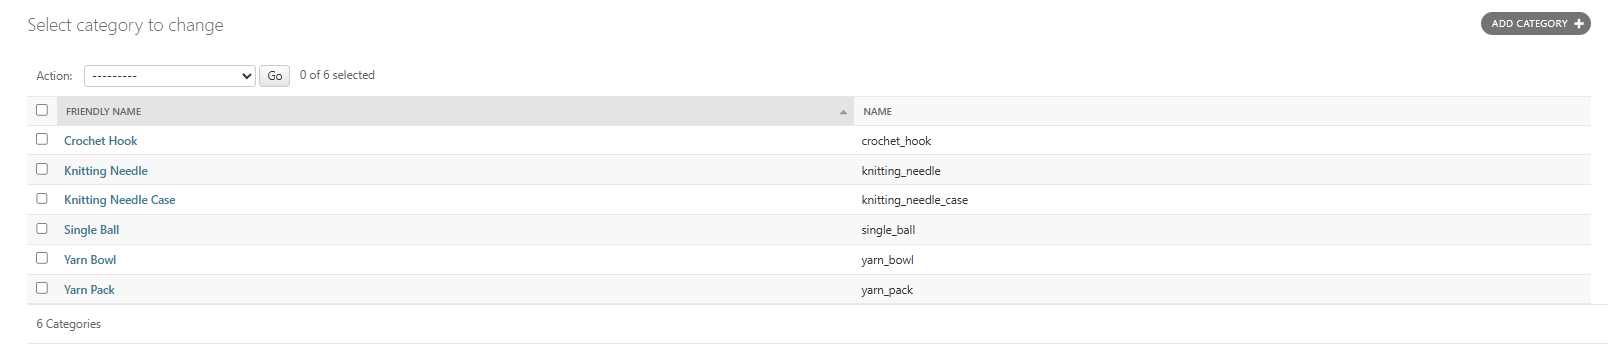 Select category to change
ADD CATEGORY +
Action: --------- Go 0 of 6 selected
FRIENDLY NAME NAME
Crochet Hook crochet_hook
Knitting Needle knitting_needle
Knitting Needle Case knitting_needle_case
Single Ball single_ball
Yarn Bowl yarn_bowl
Yarn Pack yarn_pack
6 Categories